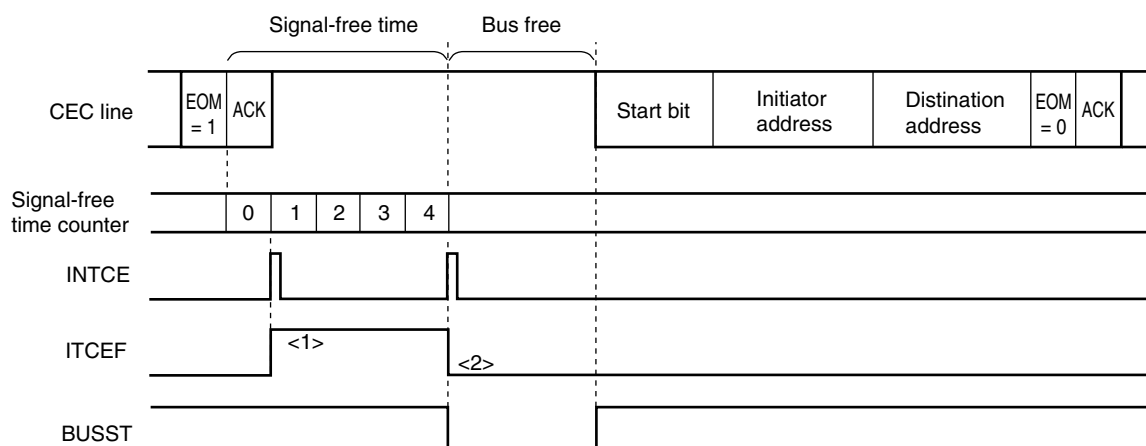 Signal-free time Bus free
CEC line
EOM
= 1
ACK
Start bit
Initiator
address
Distination
address
EOM
= 0
ACK
Signal-free
time counter
0 1 2 3 4
INTCE
ITCEF
<1>
<2>
BUSST